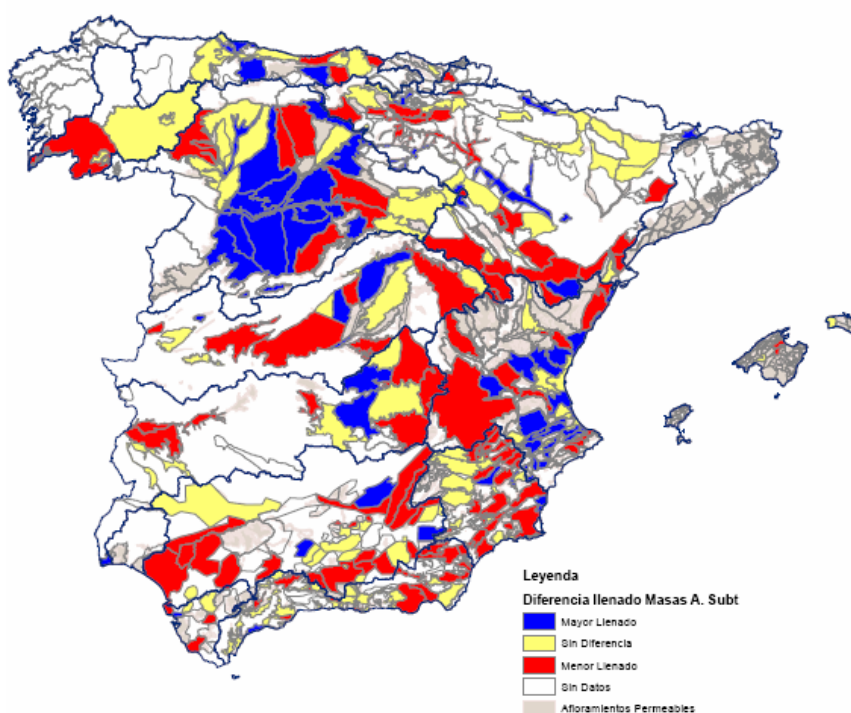 Leyenda
Diferencia llenado Masas A. Subt
Mayor Llenado
Sin Diferencia
Menor Llenado
Sin Datos
Afloramientos Permeables